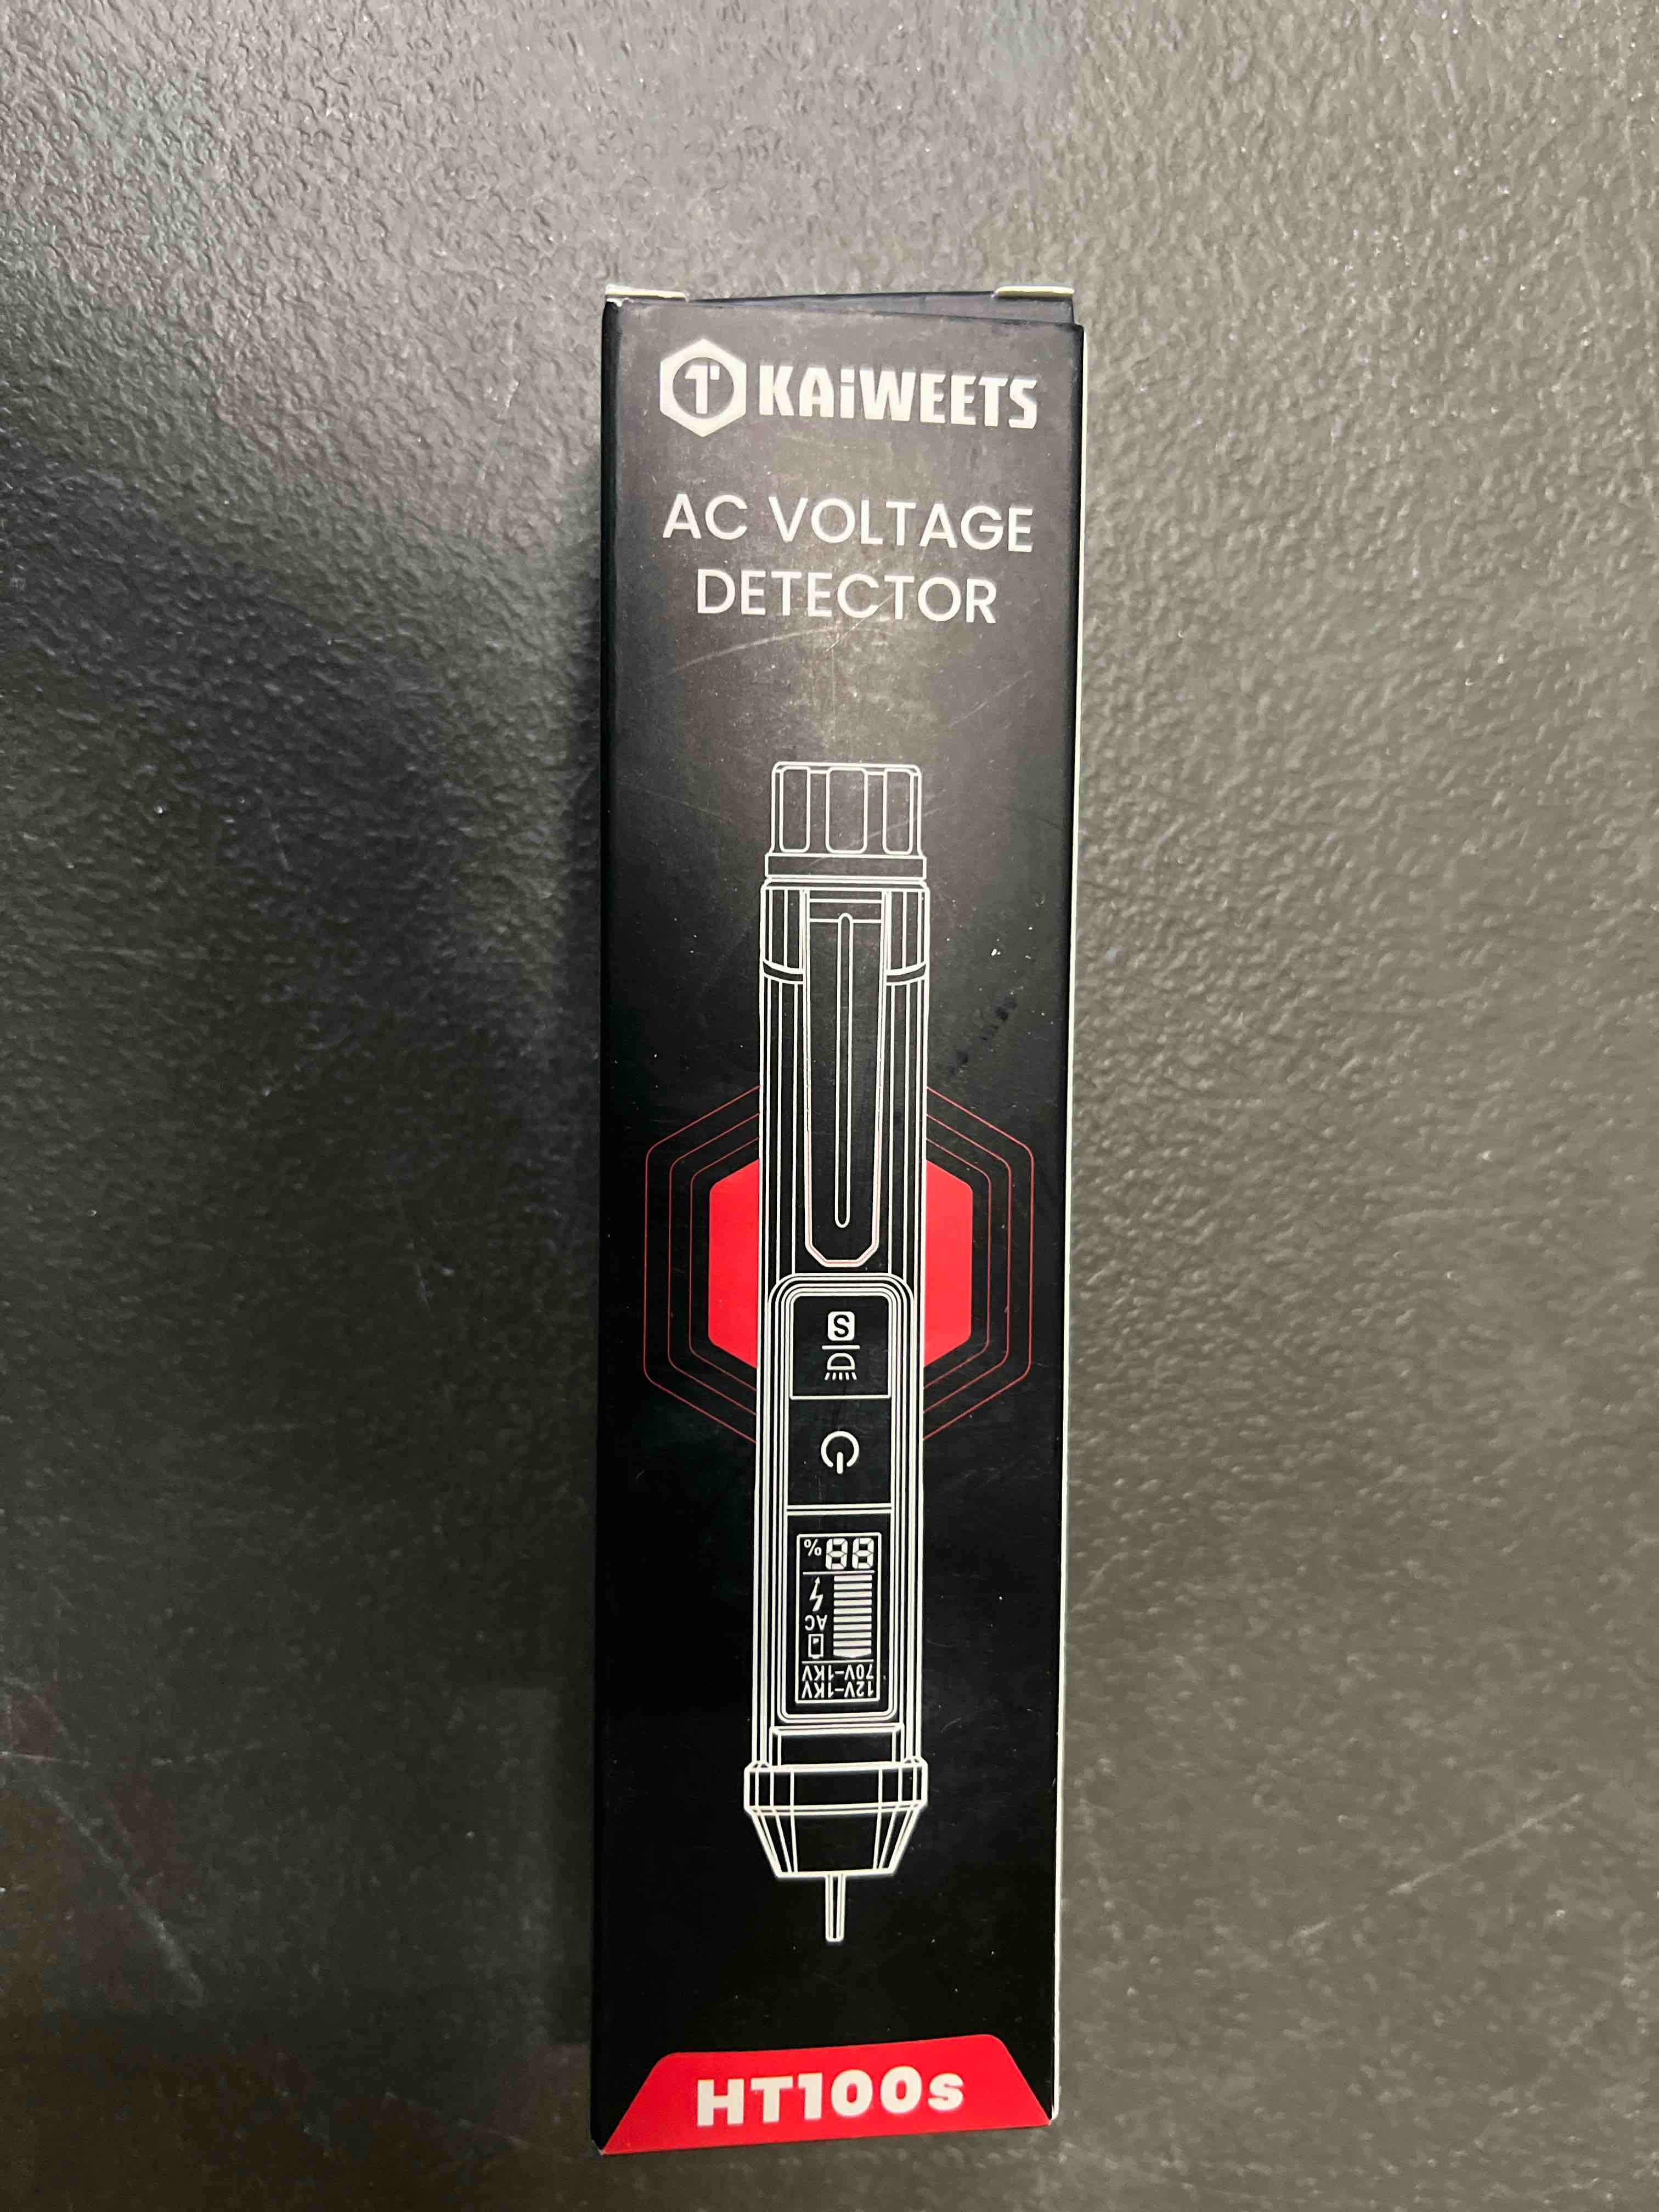 KAiWEETS
AC VOLTAGE
DETECTOR
S
88%
AC
70V-1KV
12V-1KV
HT100s